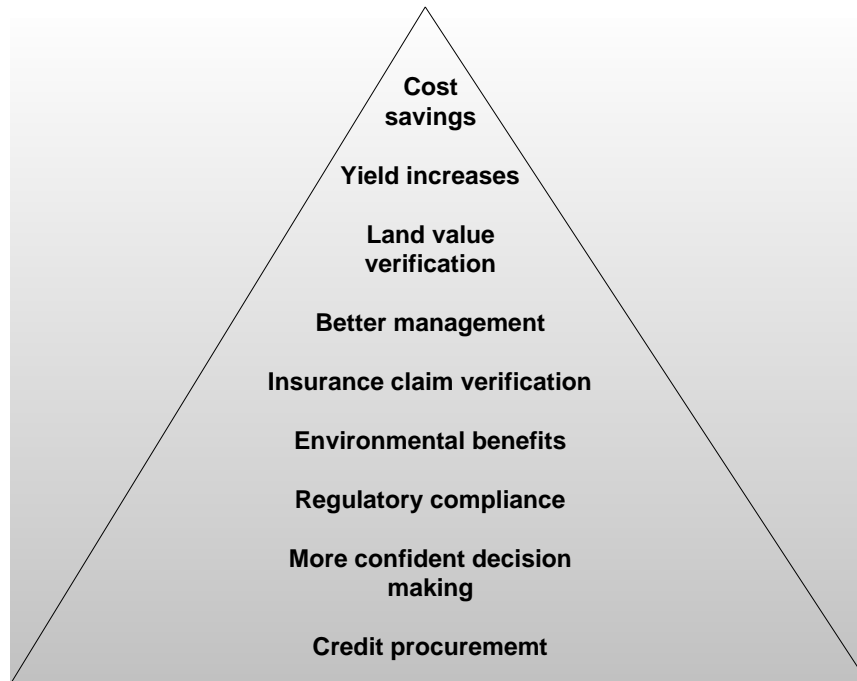 Cost
savings
Yield increases
Land value
verification
Better management
Insurance claim verification
Environmental benefits
Regulatory compliance
More confident decision
making
Credit procurememt